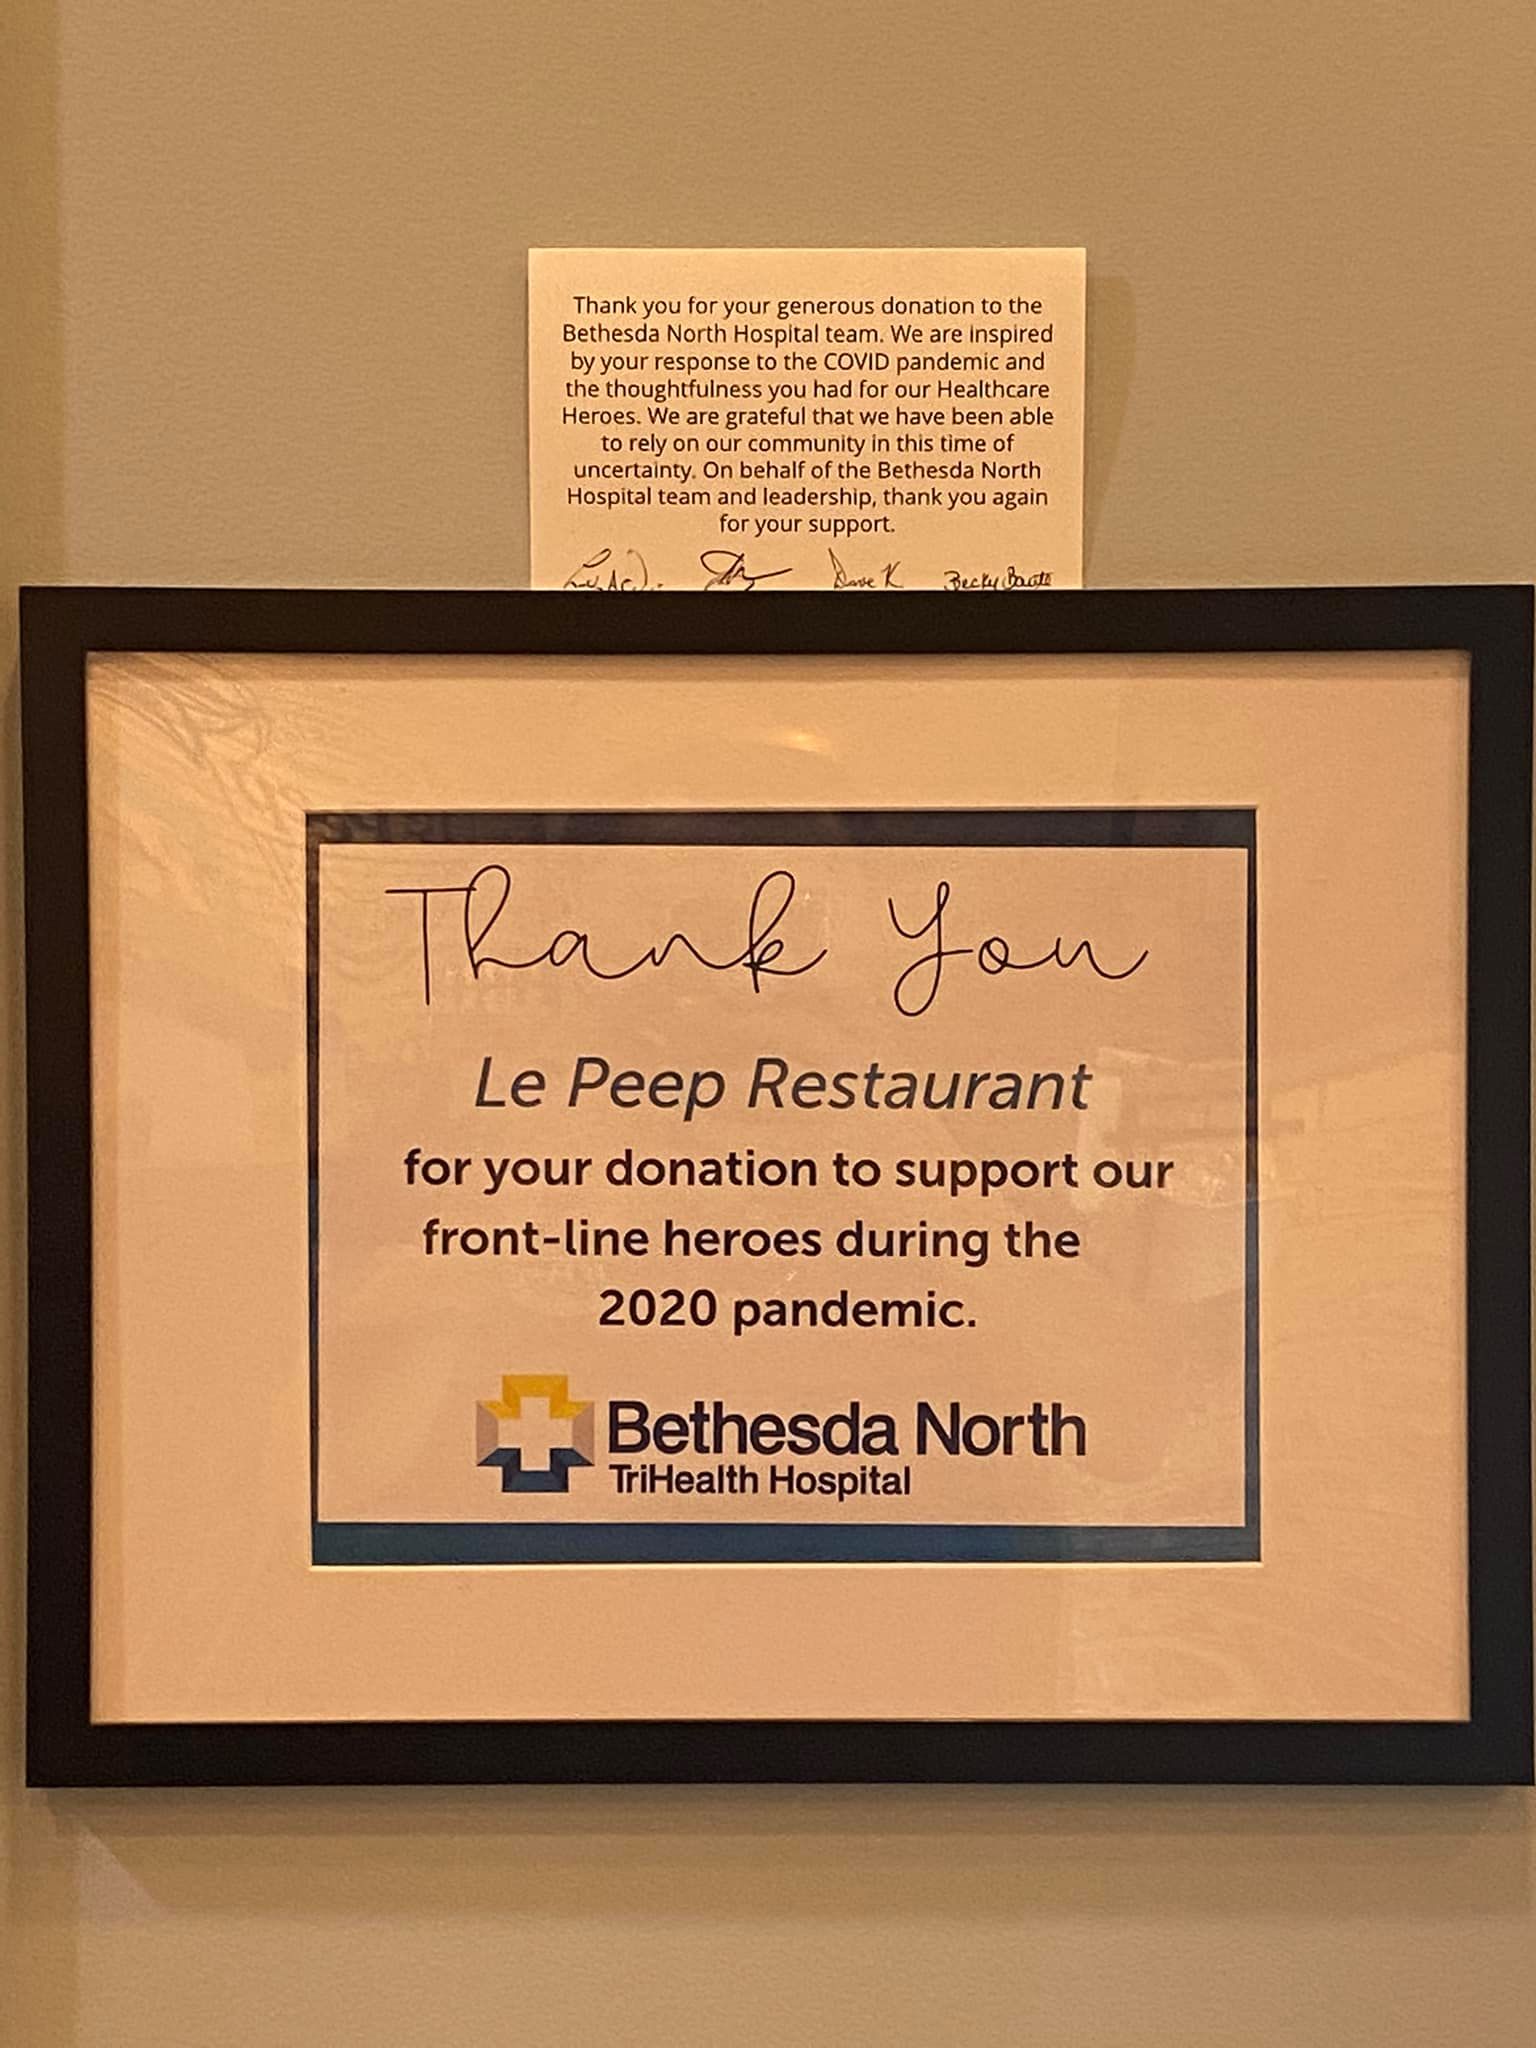 Thank you for your generous donation to the
Bethesda North Hospital team. We are inspired
by your response to the COVID pandemic and
the thoughtfulness you had for our Healthcare
Heroes. We are grateful that we have been able
to rely on our community in this time of
uncertainty. On behalf of the Bethesda North
Hospital team and leadership, thank you again
for your support.
Dave K Becky
Thank You
Le Peep Restaurant
for your donation to support our
front-line heroes during the
2020 pandemic.
Bethesda North
TriHealth Hospital